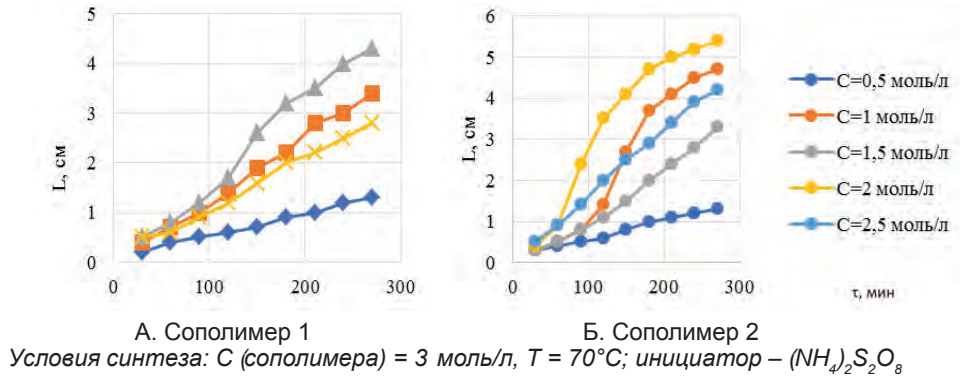 5
4
3
2
1
0
L, см
0 100 200 300
6
5
4
3
2
1
0
L, см
0 100 200 300
C=0,5 моль/л
C=1 моль/л
C=1,5 моль/л
C=2 моль/л
C=2,5 моль/л
τ, мин
А. Сополимер 1
Б. Сополимер 2
Условия синтеза: С (сополимера) = 3 моль/л, Т = 70°С; инициатор – (NH₄)₂S₂O₈